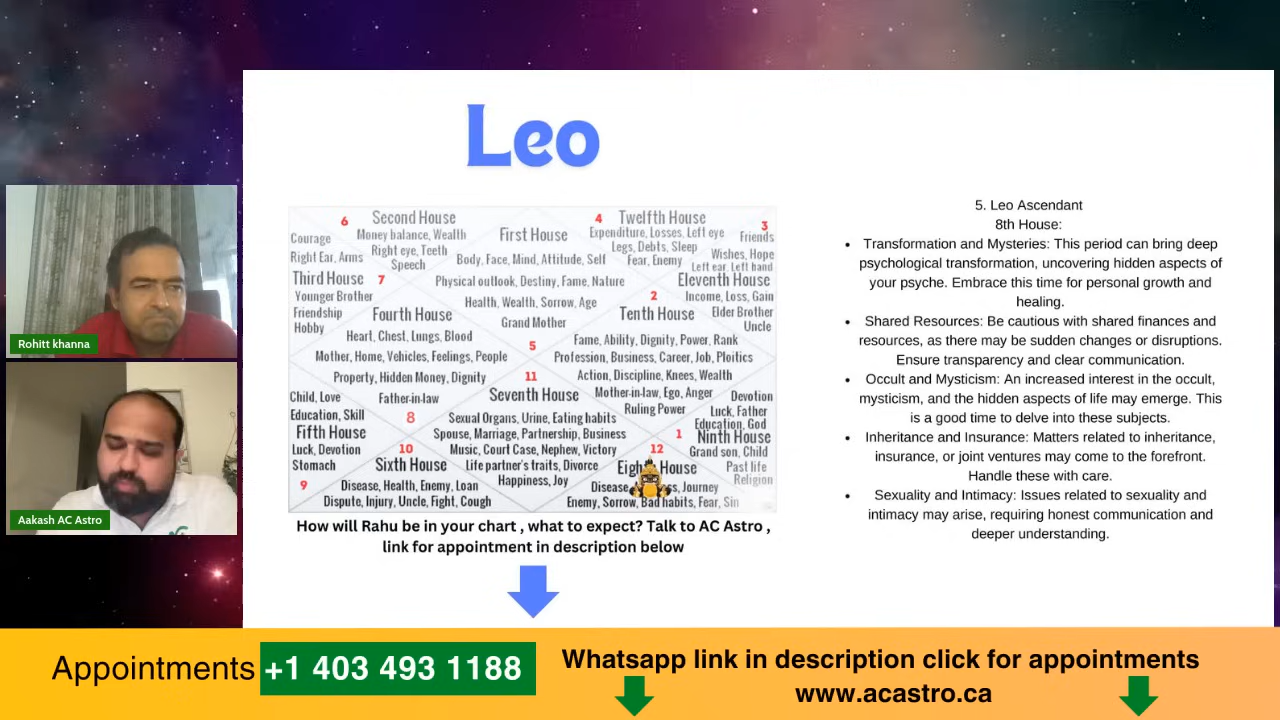 Leo
6
Second House
Money balance, Wealth
Right eye, Teeth
Speech
Courage
Right Ear, Arms
Third House
7
Younger Brother
Friendship
Hobby
First House
Body, Face, Mind, Attitude, Self
Physical outlook, Destiny, Fame, Nature
Health, Wealth, Sorrow, Age
Grand Mother
5
4
Twelfth House
Expenditure, Losses, Left eye
Legs, Debts, Sleep
Fear, Enemy
3
Friends
Wishes, Hope
Left ear, Left hand
Eleventh House
Income, Loss, Gain
Elder Brother
Uncle
Fourth House
Heart, Chest, Lungs, Blood
Mother, Home, Vehicles, Feelings, People
Property, Hidden Money, Dignity
Father-in-law
8
2
Tenth House
Fame, Ability, Dignity, Power, Rank
Profession, Business, Career, Job, Ploitics
Action, Discipline, Knees, Wealth
Mother-in-law, Ego, Anger
Ruling Power
11
Seventh House
Sexual Organs, Urine, Eating habits
Spouse, Marriage, Partnership, Business
Music, Court Case, Nephew, Victory
Life partner's traits, Divorce
Happiness, Joy
Child, Love
Education, Skill
Fifth House
Luck, Devotion
Stomach
9
10
Sixth House
Disease, Health, Enemy, Loan
Dispute, Injury, Uncle, Fight, Cough
Devotion
Luck, Father
Education, God
1
Ninth House
Grand son, Child
Past life
Religion
12
House
Disease, Journey
Enemy, Sorrow, Bad habits, Fear, Sin
How will Rahu be in your chart , what to expect? Talk to AC Astro ,
link for appointment in description below
5. Leo Ascendant
8th House:
• Transformation and Mysteries: This period can bring deep
psychological transformation, uncovering hidden aspects of
your psyche. Embrace this time for personal growth and
healing.
• Shared Resources: Be cautious with shared finances and
resources, as there may be sudden changes or disruptions.
Ensure transparency and clear communication.
• Occult and Mysticism: An increased interest in the occult,
mysticism, and the hidden aspects of life may emerge. This
is a good time to delve into these subjects.
• Inheritance and Insurance: Matters related to inheritance,
insurance, or joint ventures may come to the forefront.
Handle these with care.
• Sexuality and Intimacy: Issues related to sexuality and
intimacy may arise, requiring honest communication and
deeper understanding.
Rohitt khanna
Aakash AC Astro
Appointments +1 403 493 1188
Whatsapp link in description click for appointments
www.acastro.ca